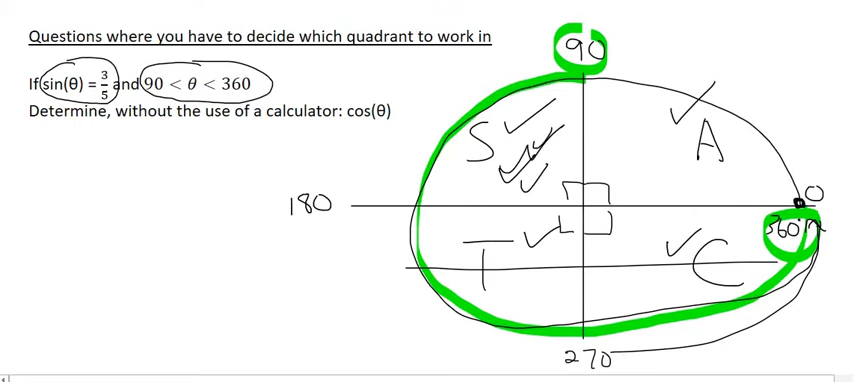 Questions where you have to decide which quadrant to work in
If sin(θ) = 3/5 and 90 < θ < 360
Determine, without the use of a calculator: cos(θ)
90
S
A
180
0
360
T
C
270